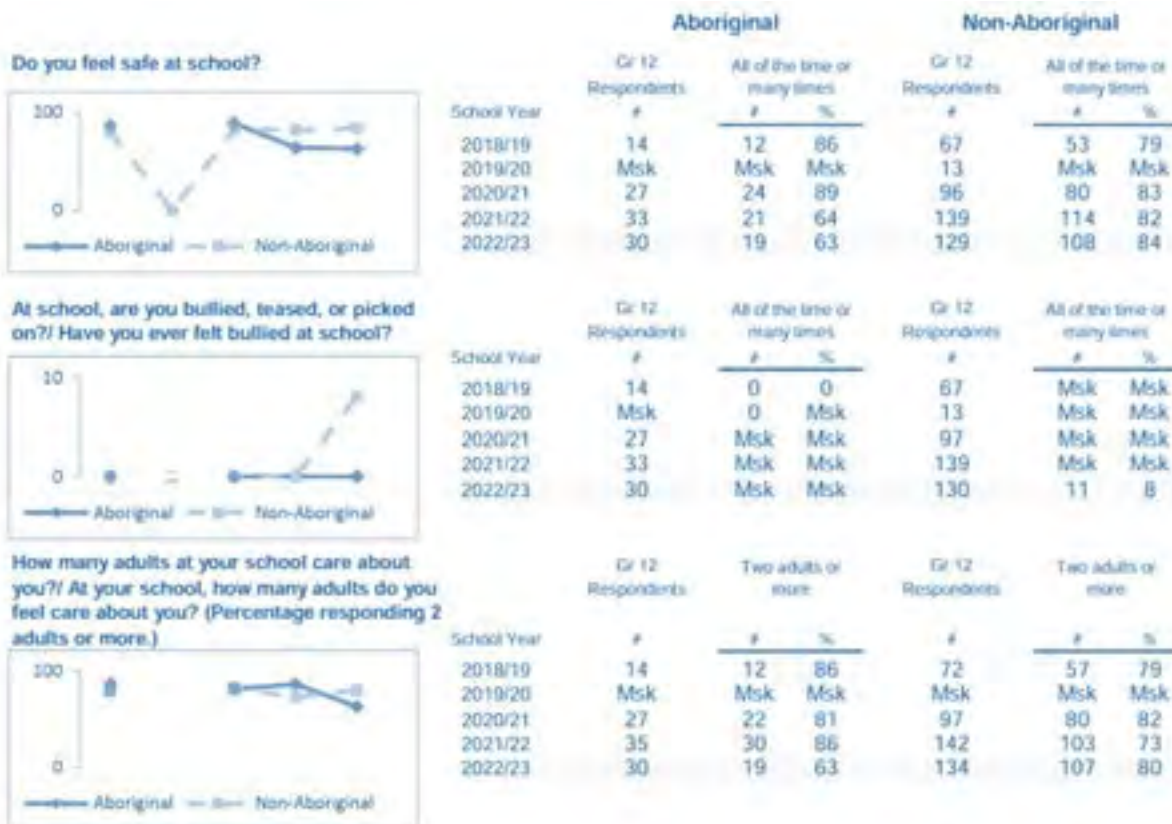 Aboriginal Non-Aboriginal
Do you feel safe at school?
Gr 12 All of the time or Gr 12 All of the time or
Respondents many times Respondents many times
School Year # # % # # %
100
0
Aboriginal Non-Aboriginal
2018/19 14 12 86 67 53 79
2019/20 Msk Msk Msk 13 Msk Msk
2020/21 27 24 89 96 80 83
2021/22 33 21 64 139 114 82
2022/23 30 19 63 129 108 84
At school, are you bullied, teased, or picked
on?/ Have you ever felt bullied at school?
Gr 12 All of the time or Gr 12 All of the time or
Respondents many times Respondents many times
School Year # # % # # %
10
0
Aboriginal Non-Aboriginal
2018/19 14 0 0 67 Msk Msk
2019/20 Msk 0 Msk 13 Msk Msk
2020/21 27 Msk Msk 97 Msk Msk
2021/22 33 Msk Msk 139 Msk Msk
2022/23 30 Msk Msk 130 11 8
How many adults at your school care about
you?/ At your school, how many adults do you
feel care about you? (Percentage responding 2
adults or more.)
Gr 12 Two adults or Gr 12 Two adults or
Respondents more Respondents more
School Year # # % # # %
100
0
Aboriginal Non-Aboriginal
2018/19 14 12 86 72 57 79
2019/20 Msk Msk Msk Msk Msk Msk
2020/21 27 22 81 97 80 82
2021/22 35 30 86 142 103 73
2022/23 30 19 63 134 107 80